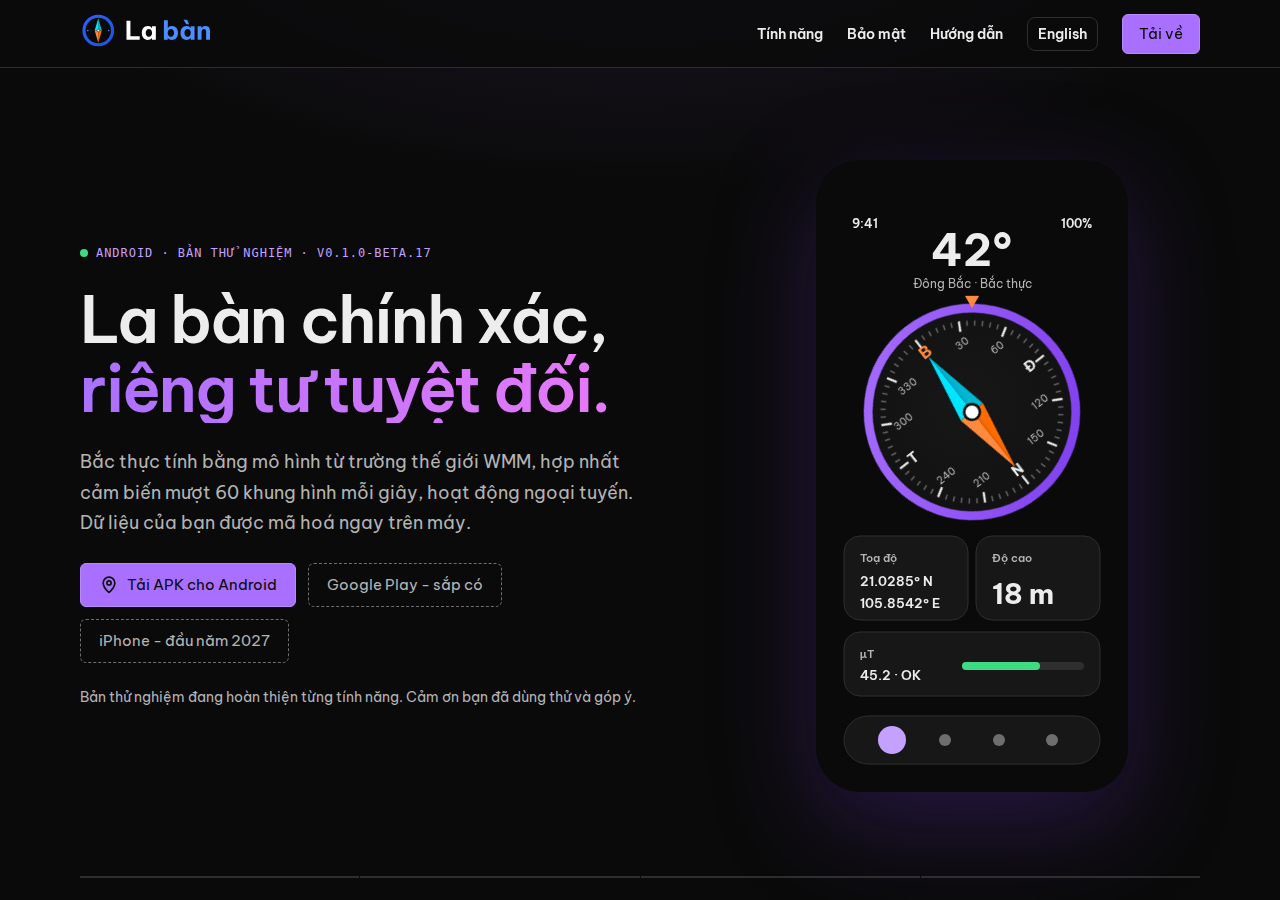 La bàn
Tính năng
Bảo mật
Hướng dẫn
English
Tải về
ANDROID · BẢN THỬ NGHIỆM · V0.1.0-BETA.17
La bàn chính xác,
riêng tư tuyệt đối.
Bắc thực tính bằng mô hình từ trường thế giới WMM, hợp nhất
cảm biến mượt 60 khung hình mỗi giây, hoạt động ngoại tuyến.
Dữ liệu của bạn được mã hoá ngay trên máy.
Tải APK cho Android
Google Play – sắp có
iPhone – đầu năm 2027
Bản thử nghiệm đang hoàn thiện từng tính năng. Cảm ơn bạn đã dùng thử và góp ý.
9:41
100%
42°
Đông Bắc · Bắc thực
B
30
60
Đ
120
150
N
210
240
T
300
330
Toạ độ
21.0285° N
105.8542° E
Độ cao
18 m
µT
45.2 · OK